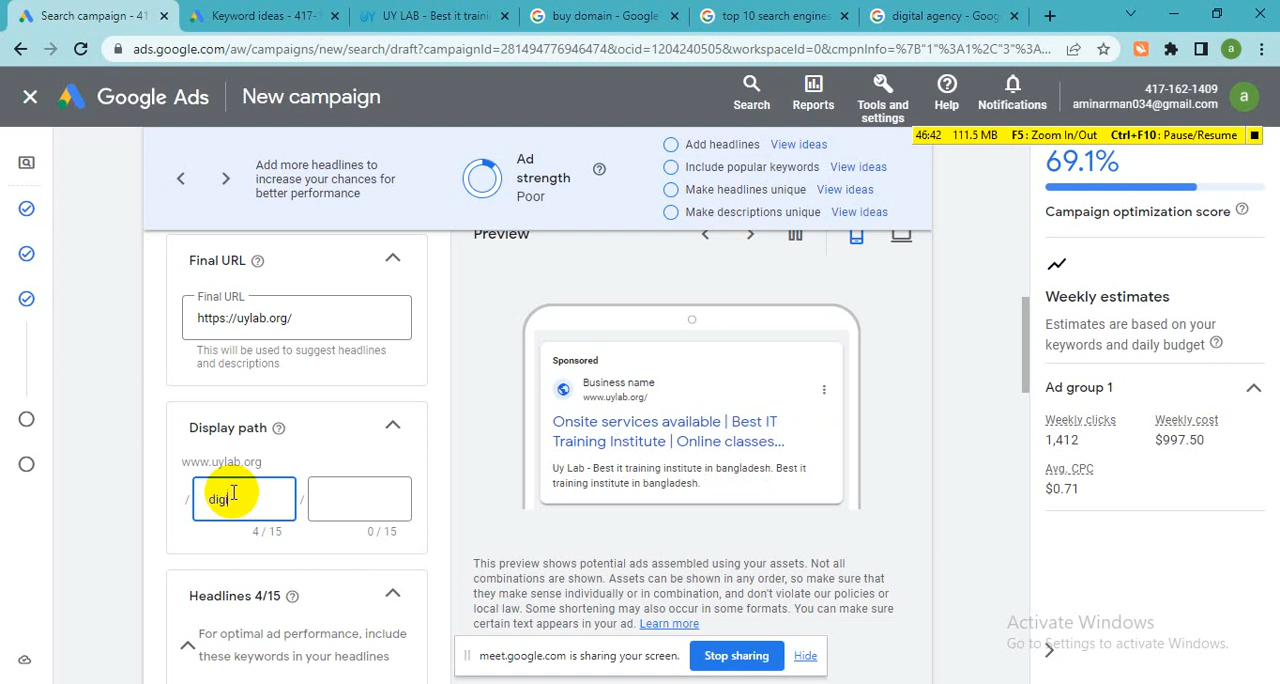 Search campaign - 41
Keyword ideas - 417-1
UY LAB - Best it traini
buy domain - Google
top 10 search engines
digital agency - Goog
ads.google.com/aw/campaigns/new/search/draft?campaignId=281494776946474&ocid=1204240505&workspaceId=0&cmpnInfo=%7B"1"%3A1%2C"3"%3A...
a
Google Ads
New campaign
Search
Reports
Tools and settings
Help
Notifications
417-162-1409
aminarman034@gmail.com
a
46:42 111.5 MB F5: Zoom In/Out Ctrl+F10: Pause/Resume
Add more headlines to
increase your chances for
better performance
Ad
strength
Poor
Add headlines View ideas
Include popular keywords View ideas
Make headlines unique View ideas
Make descriptions unique View ideas
69.1%
Campaign optimization score
Weekly estimates
Estimates are based on your
keywords and daily budget
Ad group 1
Weekly clicks Weekly cost
1,412 $997.50
Avg. CPC
$0.71
Final URL
Final URL
https://uylab.org/
This will be used to suggest headlines
and descriptions
Display path
www.uylab.org
/ digi /
4 / 15 0 / 15
Headlines 4/15
For optimal ad performance, include
these keywords in your headlines
Preview
Sponsored
Business name
www.uylab.org/
Onsite services available | Best IT
Training Institute | Online classes...
Uy Lab - Best it training institute in bangladesh. Best it
training institute in bangladesh.
This preview shows potential ads assembled using your assets. Not all
combinations are shown. Assets can be shown in any order, so make sure that
they make sense individually or in combination, and don't violate our policies or
local law. Some shortening may also occur in some formats. You can make sure
certain text appears in your ad. Learn more
meet.google.com is sharing your screen. Stop sharing Hide
Activate Windows
Go to Settings to activate Windows.